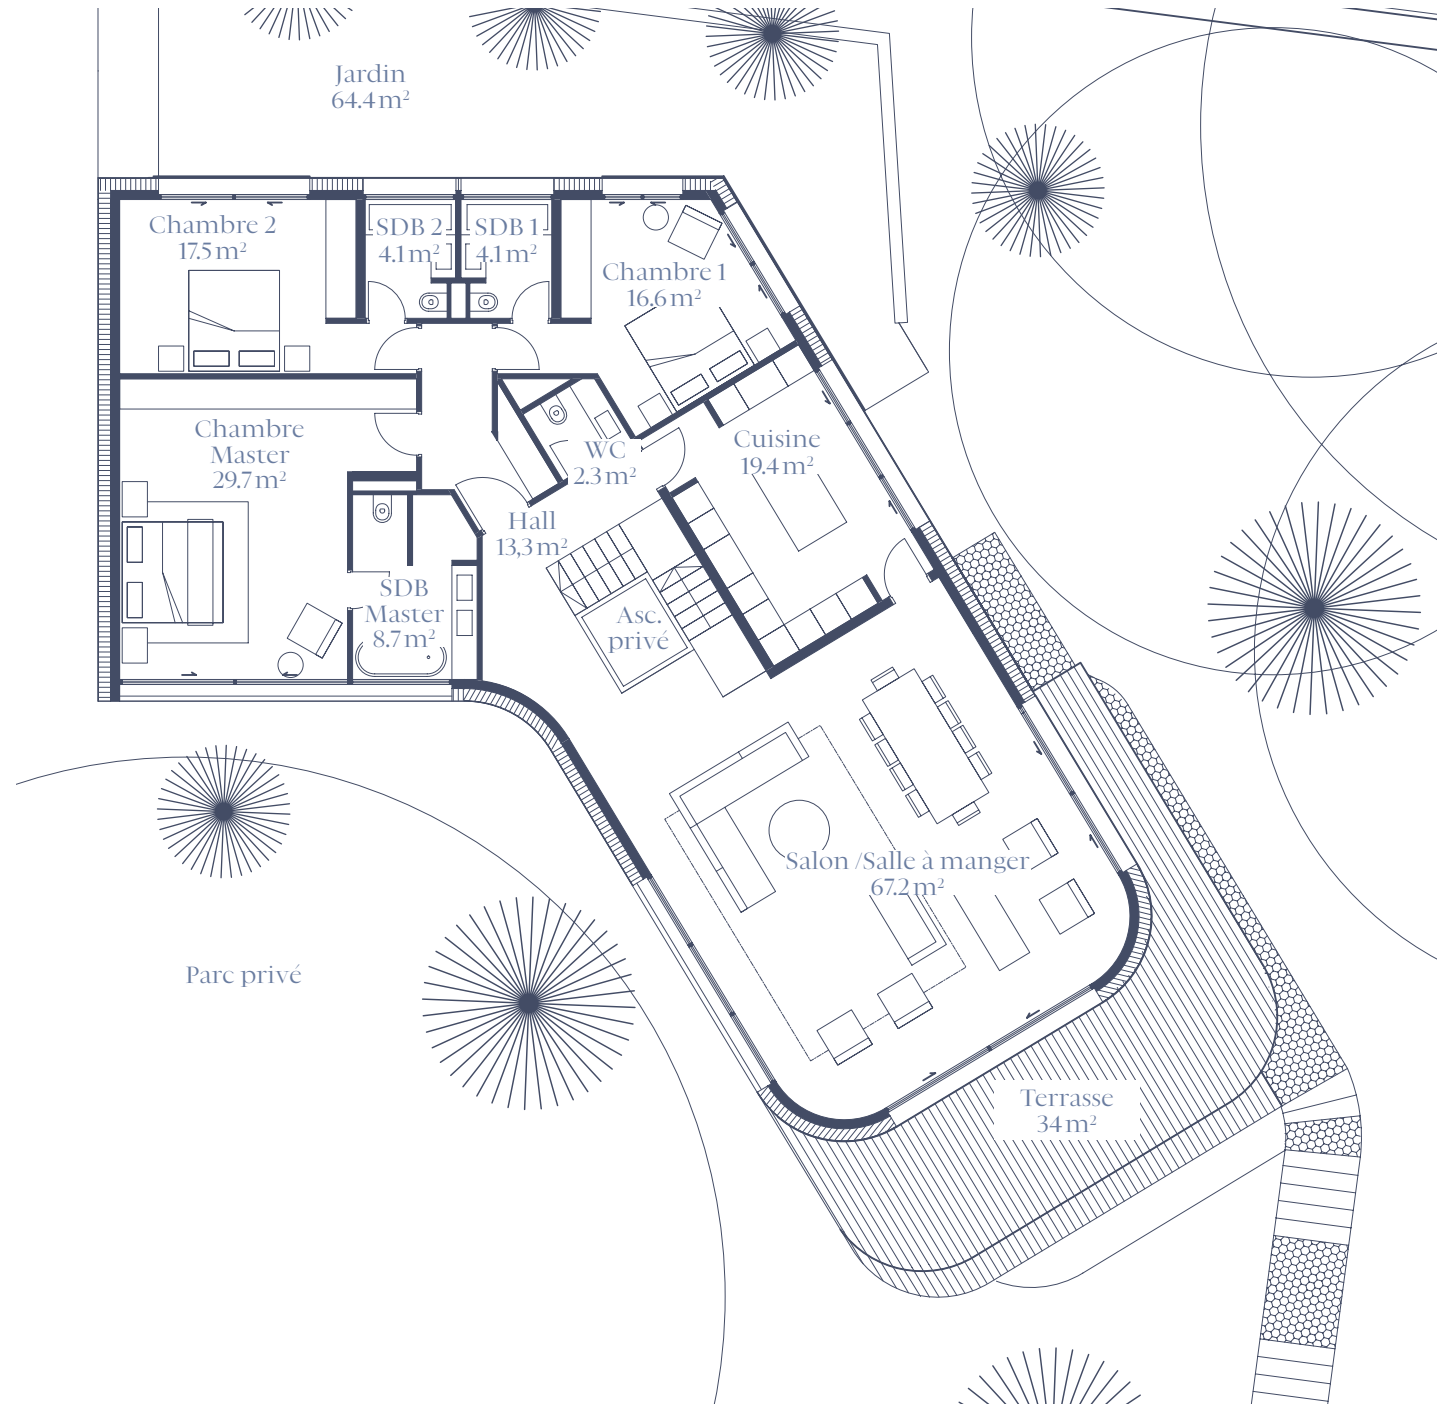 Jardin
64.4 m²
Chambre 2
17.5 m²
SDB 2
4.1 m²
SDB 1
4.1 m²
Chambre 1
16.6 m²
Chambre
Master
29.7 m²
WC
2.3 m²
Cuisine
19.4 m²
Hall
13,3 m²
SDB
Master
8.7 m²
Asc.
privé
Salon /Salle à manger
67.2 m²
Parc privé
Terrasse
34 m²